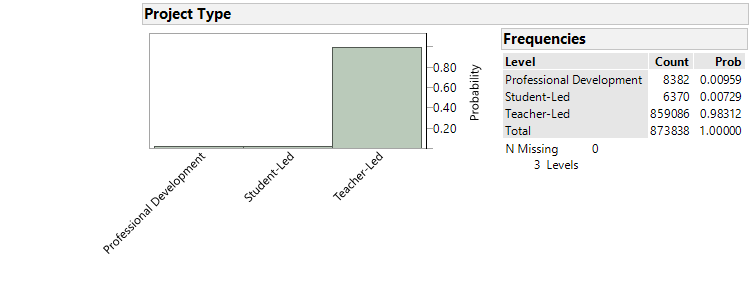 Project Type
0.80
0.60
0.40
0.20
Probability
Professional Development
Student-Led
Teacher-Led
Frequencies
Level Count Prob
Professional Development 8382 0.00959
Student-Led 6370 0.00729
Teacher-Led 859086 0.98312
Total 873838 1.00000
N Missing 0
3 Levels